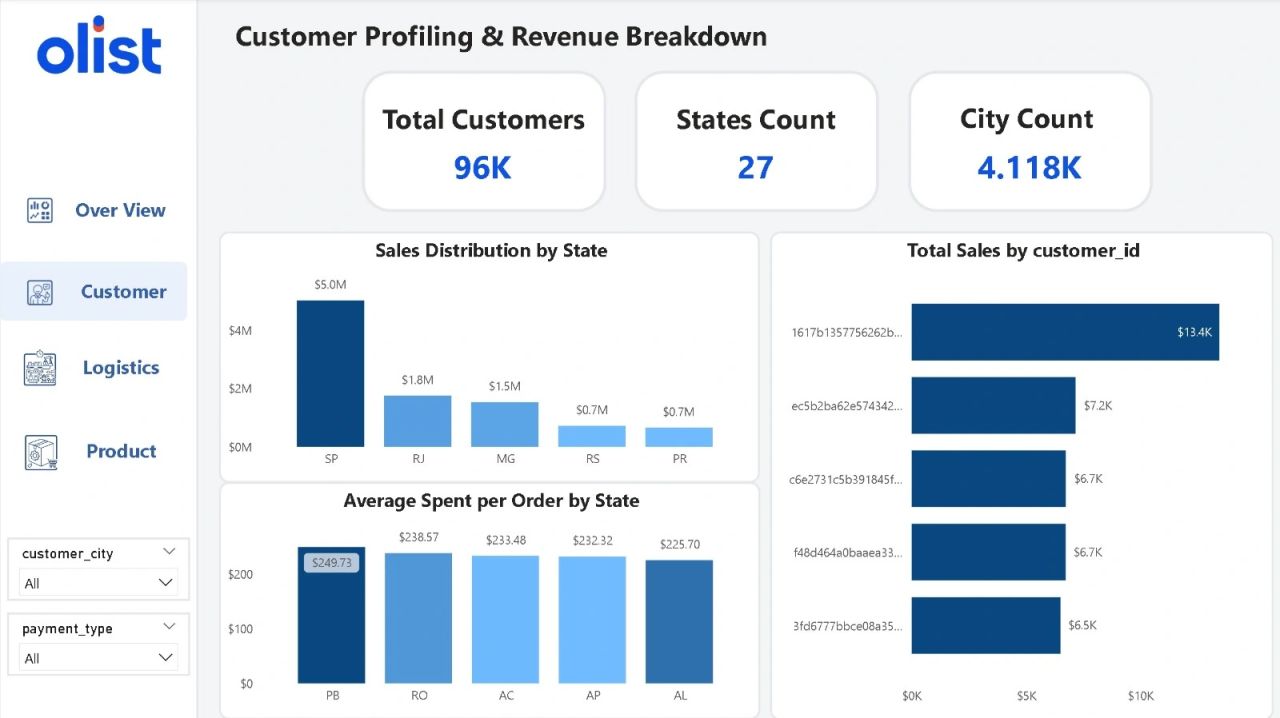 olist
Customer Profiling & Revenue Breakdown
Total Customers
96K
States Count
27
City Count
4.118K
Over View
Customer
Logistics
Product
customer_city
All
payment_type
All
Sales Distribution by State
$5.0M
$1.8M
$1.5M
$0.7M
$0.7M
$4M
$2M
$0M
SP RJ MG RS PR
Average Spent per Order by State
$249.73
$238.57
$233.48
$232.32
$225.70
$200
$100
$0
PB RO AC AP AL
Total Sales by customer_id
1617b1357756262b... $13.4K
ec5b2ba62e574342... $7.2K
c6e2731c5b391845f... $6.7K
f48d464a0baaea33... $6.7K
3fd6777bbce08a35... $6.5K
$0K $5K $10K